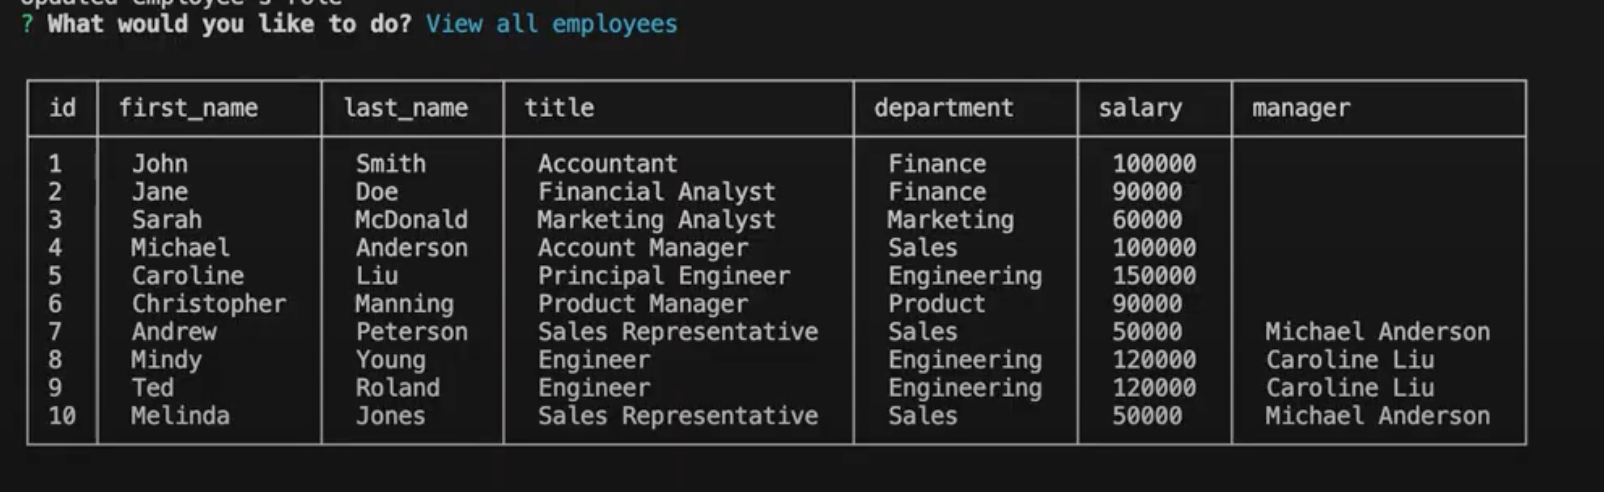 Updated employee's role
? What would you like to do? View all employees
id first_name last_name title department salary manager
1 John Smith Accountant Finance 100000
2 Jane Doe Financial Analyst Finance 90000
3 Sarah McDonald Marketing Analyst Marketing 60000
4 Michael Anderson Account Manager Sales 100000
5 Caroline Liu Principal Engineer Engineering 150000
6 Christopher Manning Product Manager Product 90000
7 Andrew Peterson Sales Representative Sales 50000 Michael Anderson
8 Mindy Young Engineer Engineering 120000 Caroline Liu
9 Ted Roland Engineer Engineering 120000 Caroline Liu
10 Melinda Jones Sales Representative Sales 50000 Michael Anderson